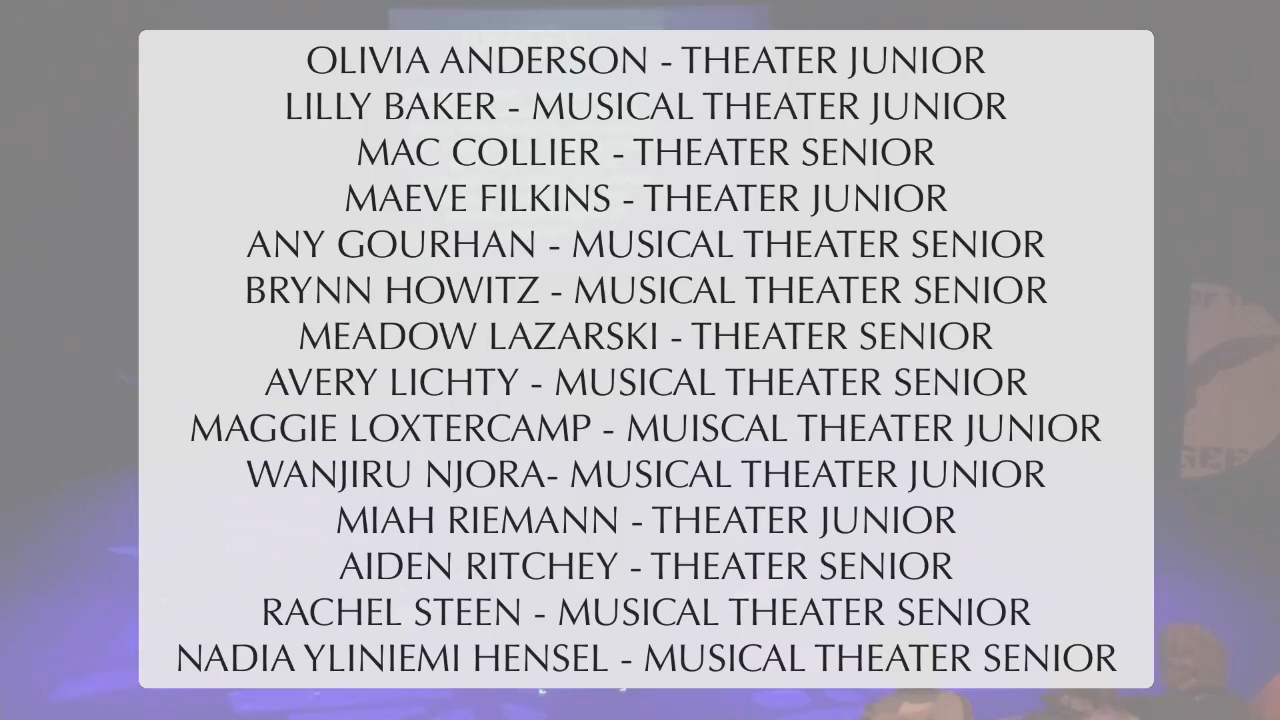 OLIVIA ANDERSON - THEATER JUNIOR
LILLY BAKER - MUSICAL THEATER JUNIOR
MAC COLLIER - THEATER SENIOR
MAEVE FILKINS - THEATER JUNIOR
ANY GOURHAN - MUSICAL THEATER SENIOR
BRYNN HOWITZ - MUSICAL THEATER SENIOR
MEADOW LAZARSKI - THEATER SENIOR
AVERY LICHTY - MUSICAL THEATER SENIOR
MAGGIE LOXTERCAMP - MUISCAL THEATER JUNIOR
WANJIRU NJORA- MUSICAL THEATER JUNIOR
MIAH RIEMANN - THEATER JUNIOR
AIDEN RITCHEY - THEATER SENIOR
RACHEL STEEN - MUSICAL THEATER SENIOR
NADIA YLINIEMI HENSEL - MUSICAL THEATER SENIOR